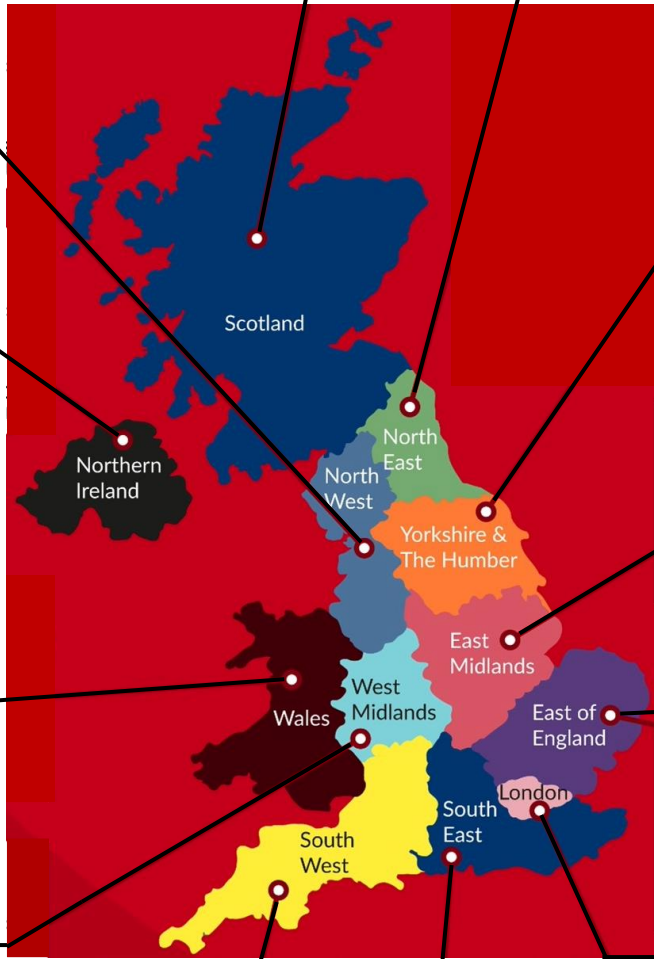 Scotland
North
East
Northern
Ireland
North
West
Yorkshire &
The Humber
East
Midlands
West
Midlands
Wales
East of
England
London
South
East
South
West